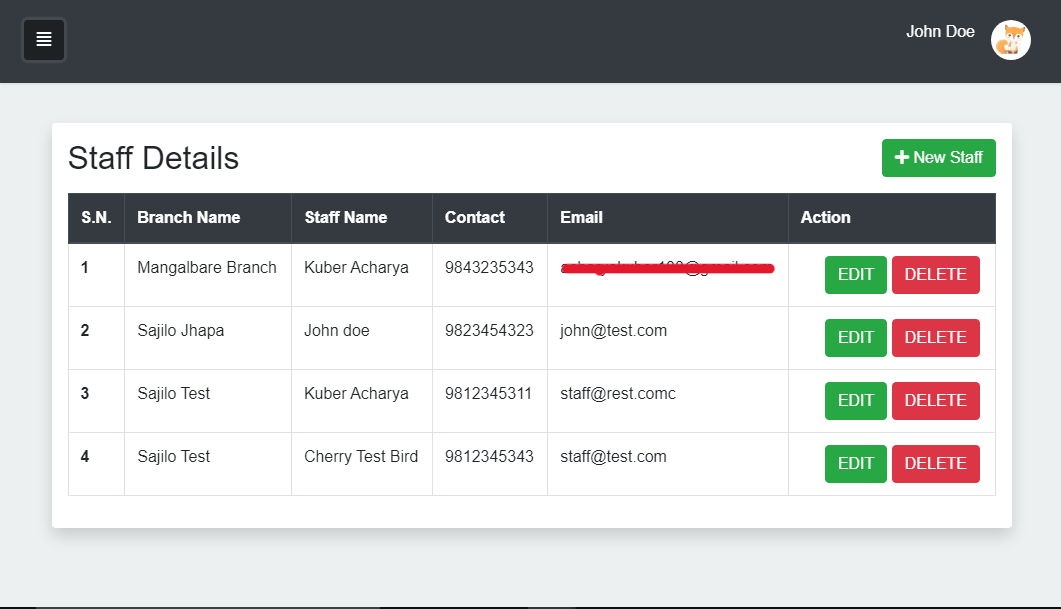 John Doe
Staff Details
New Staff
S.N. Branch Name Staff Name Contact Email Action
1 Mangalbare Branch Kuber Acharya 9843235343 EDIT DELETE
2 Sajilo Jhapa John doe 9823454323 john@test.com EDIT DELETE
3 Sajilo Test Kuber Acharya 9812345311 staff@rest.comc EDIT DELETE
4 Sajilo Test Cherry Test Bird 9812345343 staff@test.com EDIT DELETE